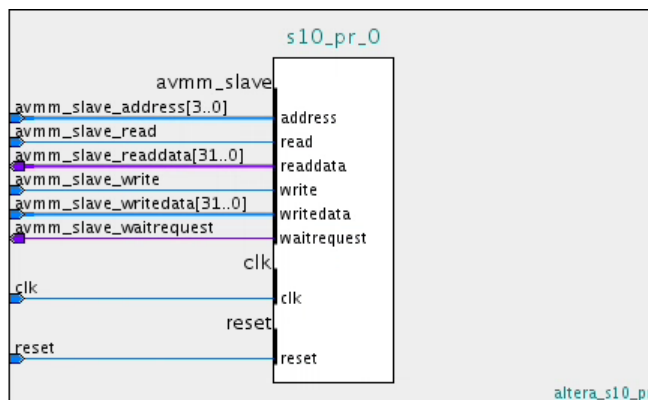 s10_pr_0
avmm_slave
avmm_slave_address[3..0]
address
avmm_slave_read
read
avmm_slave_readdata[31..0]
readdata
avmm_slave_write
write
avmm_slave_writedata[31..0]
writedata
avmm_slave_waitrequest
waitrequest
clk
clk
clk
reset
reset
reset
altera_s10_pr